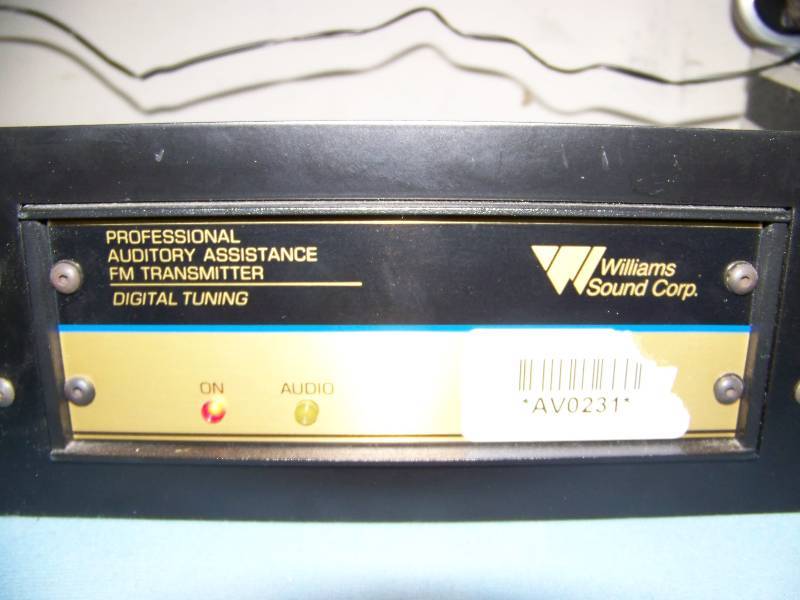 PROFESSIONAL
AUDITORY ASSISTANCE
FM TRANSMITTER
DIGITAL TUNING
Williams
Sound Corp.
ON
AUDIO
*AV0231*